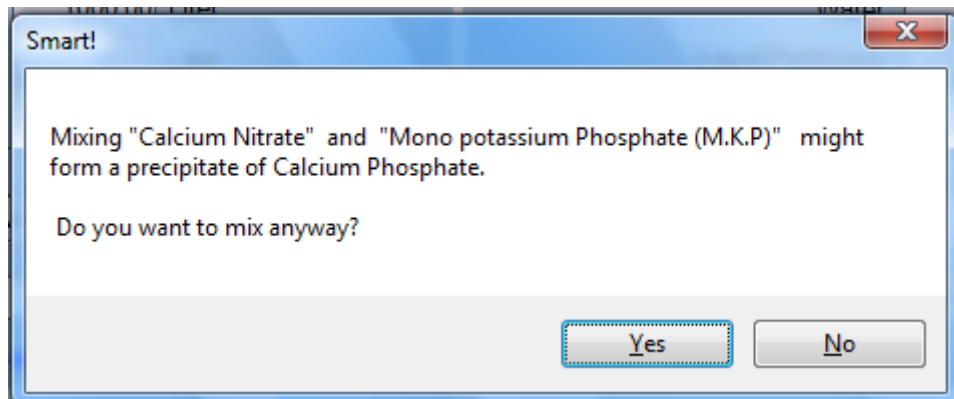 Smart!
Mixing "Calcium Nitrate" and "Mono potassium Phosphate (M.K.P)" might
form a precipitate of Calcium Phosphate.
Do you want to mix anyway?
Yes
No